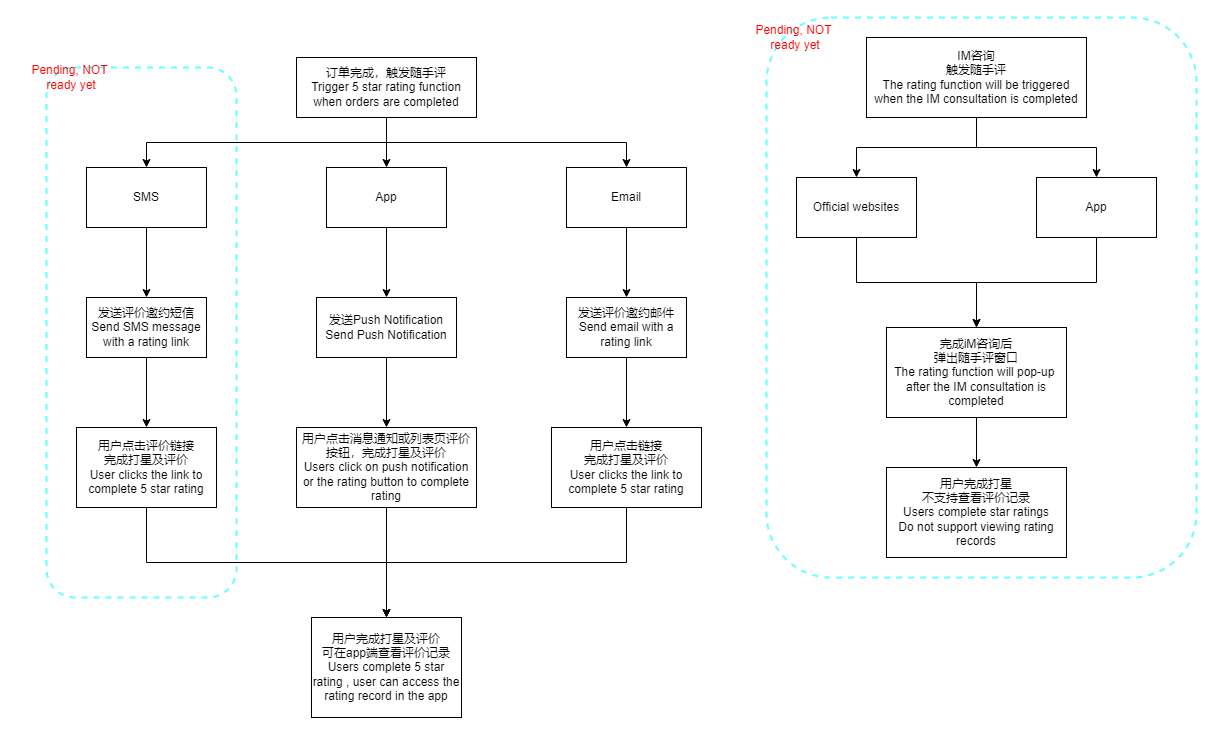 Pending, NOT
ready yet
订单完成，触发随手评
Trigger 5 star rating function
when orders are completed
SMS
App
Email
发送评价邀约短信
Send SMS message
with a rating link
发送Push Notification
Send Push Notification
发送评价邀约邮件
Send email with a
rating link
用户点击评价链接
完成打星及评价
User clicks the link to
complete 5 star rating
用户点击消息通知或列表页评价
按钮，完成打星及评价
Users click on push notification
or the rating button to complete
rating
用户点击链接
完成打星及评价
User clicks the link to
complete 5 star rating
用户完成打星及评价
可在app端查看评价记录
Users complete 5 star
rating , user can access the
rating record in the app
Pending, NOT
ready yet
IM咨询
触发随手评
The rating function will be triggered
when the IM consultation is completed
Official websites
App
完成iM咨询后
弹出随手评窗口
The rating function will pop-up
after the IM consultation is
completed
用户完成打星
不支持查看评价记录
Users complete star ratings
Do not support viewing rating
records